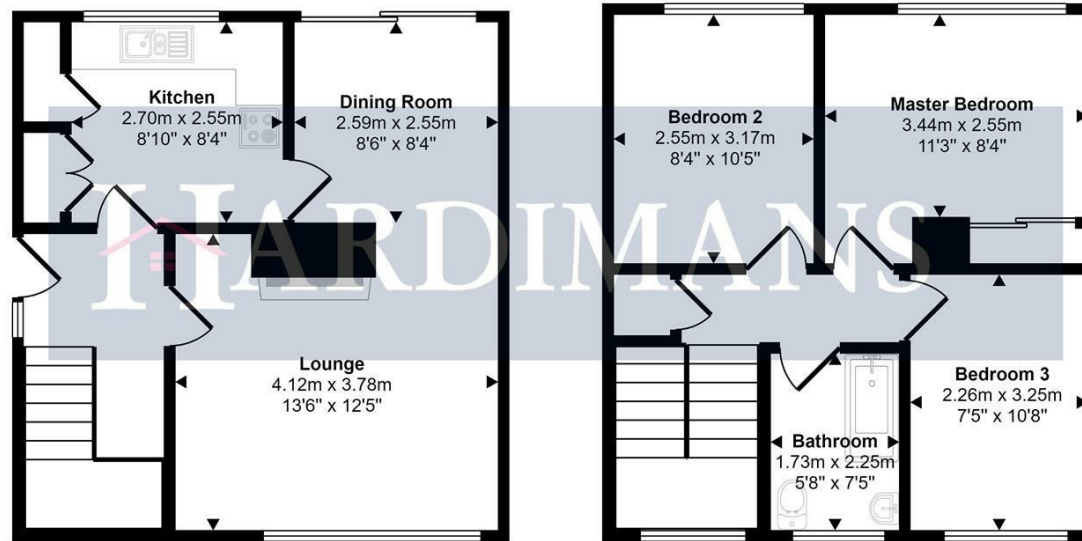 Kitchen
2.70m x 2.55m
8'10" x 8'4"
Dining Room
2.59m x 2.55m
8'6" x 8'4"
Lounge
4.12m x 3.78m
13'6" x 12'5"
Bedroom 2
2.55m x 3.17m
8'4" x 10'5"
Master Bedroom
3.44m x 2.55m
11'3" x 8'4"
Bedroom 3
2.26m x 3.25m
7'5" x 10'8"
Bathroom
1.73m x 2.25m
5'8" x 7'5"
HARDIMANS